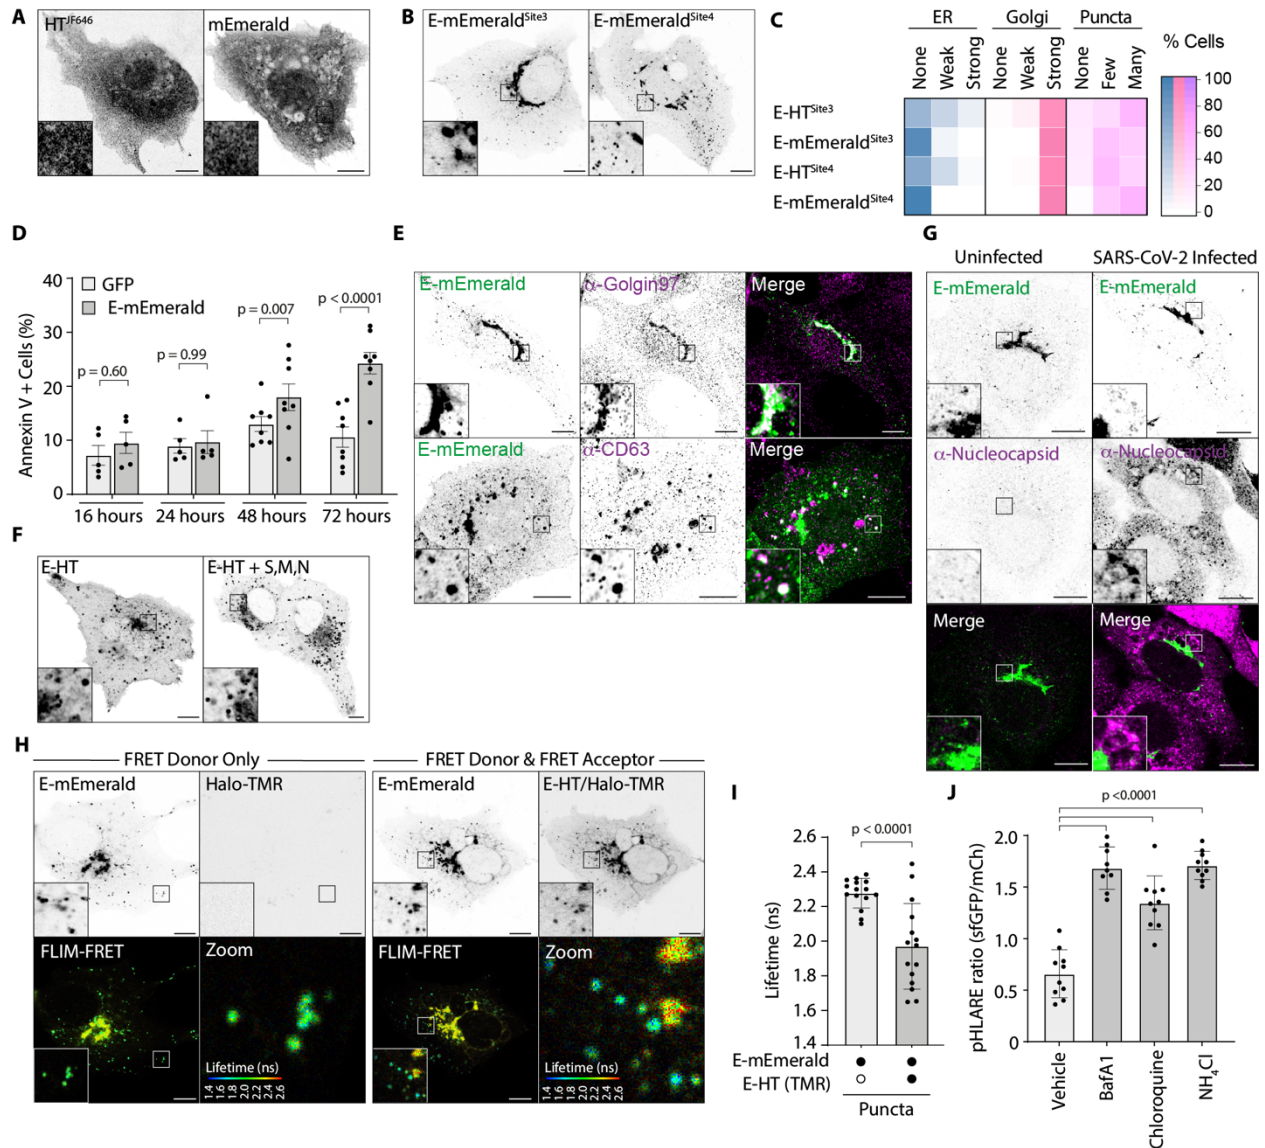 A
HT^JF646
mEmerald
B
E-mEmerald^Site3
E-mEmerald^Site4
C
ER
Golgi
Puncta
None
Weak
Strong
None
Weak
Strong
None
Few
Many
% Cells
100
80
60
40
20
0
E-HT^Site3
E-mEmerald^Site3
E-HT^Site4
E-mEmerald^Site4
D
Annexin V + Cells (%)
40
30
20
10
0
GFP
E-mEmerald
p = 0.60
p = 0.99
p = 0.007
p < 0.0001
16 hours
24 hours
48 hours
72 hours
E
E-mEmerald
α-Golgin97
Merge
E-mEmerald
α-CD63
Merge
F
E-HT
E-HT + S,M,N
G
Uninfected
SARS-CoV-2 Infected
E-mEmerald
E-mEmerald
α-Nucleocapsid
α-Nucleocapsid
Merge
Merge
H
FRET Donor Only
FRET Donor & FRET Acceptor
E-mEmerald
Halo-TMR
E-mEmerald
E-HT/Halo-TMR
FLIM-FRET
Zoom
Lifetime (ns)
1.4
1.6
1.8
2.0
2.2
2.4
2.6
FLIM-FRET
Zoom
Lifetime (ns)
1.4
1.6
1.8
2.0
2.2
2.4
2.6
I
p < 0.0001
Lifetime (ns)
2.6
2.4
2.2
2.0
1.8
1.6
1.4
E-mEmerald
E-HT (TMR)
Puncta
J
p <0.0001
pHLARE ratio (sfGFP/mCh)
2.0
1.5
1.0
0.5
0
Vehicle
BafA1
Chloroquine
NH₄Cl